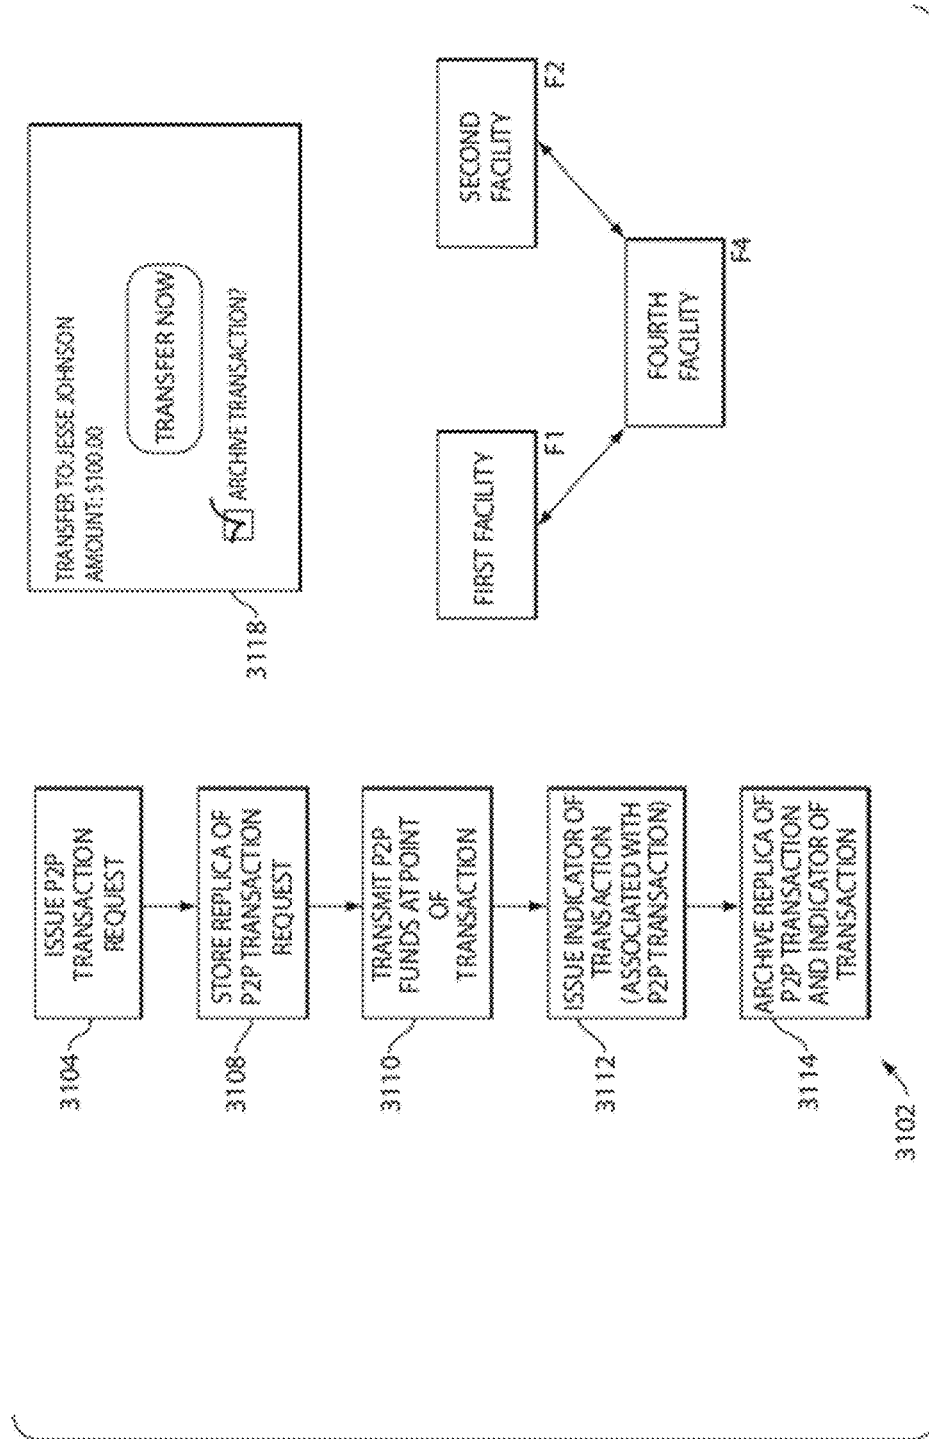 3104
ISSUE P2P
TRANSACTION
REQUEST
3108
STORE REPLICA OF
P2P TRANSACTION
REQUEST
3110
TRANSMIT P2P
FUNDS AT POINT
OF
TRANSACTION
3112
ISSUE INDICATOR OF
TRANSACTION
(ASSOCIATED WITH
P2P TRANSACTION)
3114
ARCHIVE REPLICA OF
P2P TRANSACTION
AND INDICATOR OF
TRANSACTION
3102
3118
TRANSFER TO: JESSE JOHNSON
AMOUNT: $100.00
TRANSFER NOW
ARCHIVE TRANSACTION?
FIRST FACILITY
F1
SECOND
FACILITY
F2
FOURTH
FACILITY
F4